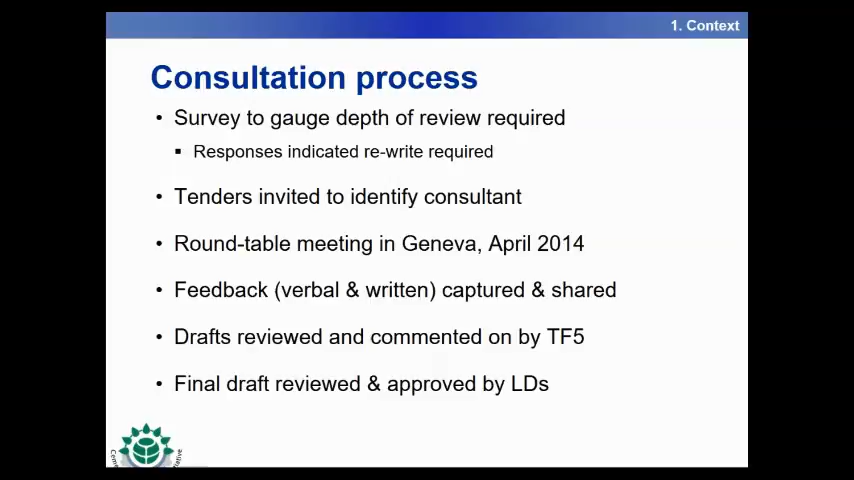 1. Context
Consultation process
• Survey to gauge depth of review required
▪ Responses indicated re-write required
• Tenders invited to identify consultant
• Round-table meeting in Geneva, April 2014
• Feedback (verbal & written) captured & shared
• Drafts reviewed and commented on by TF5
• Final draft reviewed & approved by LDs